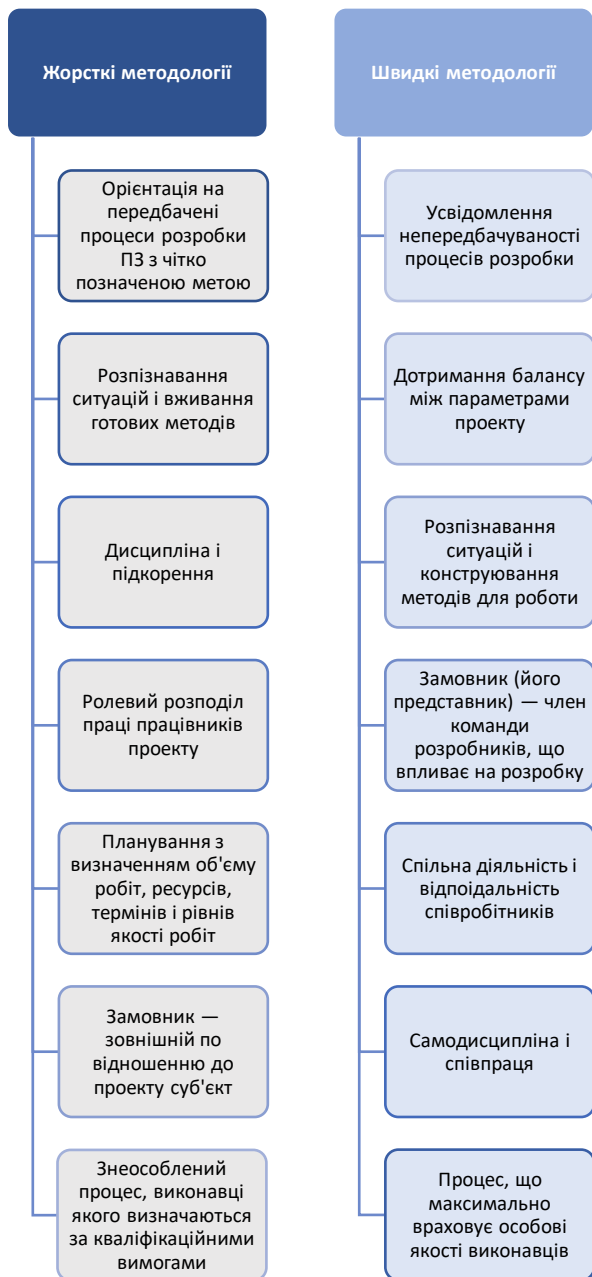 Жорсткі методології
Орієнтація на
передбачені
процеси розробки
ПЗ з чітко
позначеною метою
Розпізнавання
ситуацій і вживання
готових методів
Дисципліна і
підкорення
Ролевий розподіл
праці працівників
проекту
Планування з
визначенням об'єму
робіт, ресурсів,
термінів і рівнів
якості робіт
Замовник —
зовнішній по
відношенню до
проекту суб'єкт
Знеособлений
процес, виконавці
якого визначаються
за кваліфікаційними
вимогами
Швидкі методології
Усвідомлення
непередбачуваності
процесів розробки
Дотримання балансу
між параметрами
проекту
Розпізнавання
ситуацій і
конструювання
методів для роботи
Замовник (його
представник) — член
команди
розробників, що
впливає на розробку
Спільна діяльність і
відпоідальність
співробітників
Самодисципліна і
співпраця
Процес, що
максимально
враховує особові
якості виконавців